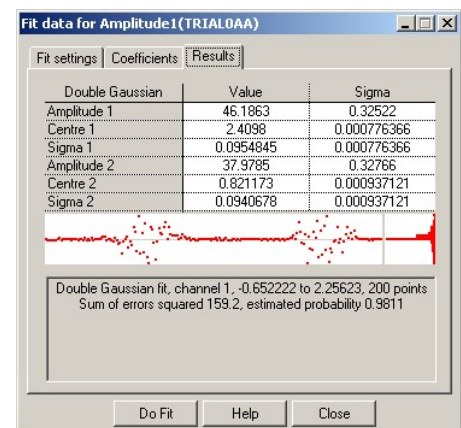 Fit data for Amplitude1(TRIAL0AA)
Fit settings Coefficients Results
Double Gaussian Value Sigma
Amplitude 1 46.1863 0.32522
Centre 1 2.4098 0.000776366
Sigma 1 0.0954845 0.000776366
Amplitude 2 37.9785 0.32766
Centre 2 0.821173 0.000937121
Sigma 2 0.0940678 0.000937121
Double Gaussian fit, channel 1, -0.652222 to 2.25623, 200 points
Sum of errors squared 159.2, estimated probability 0.9811
Do Fit Help Close